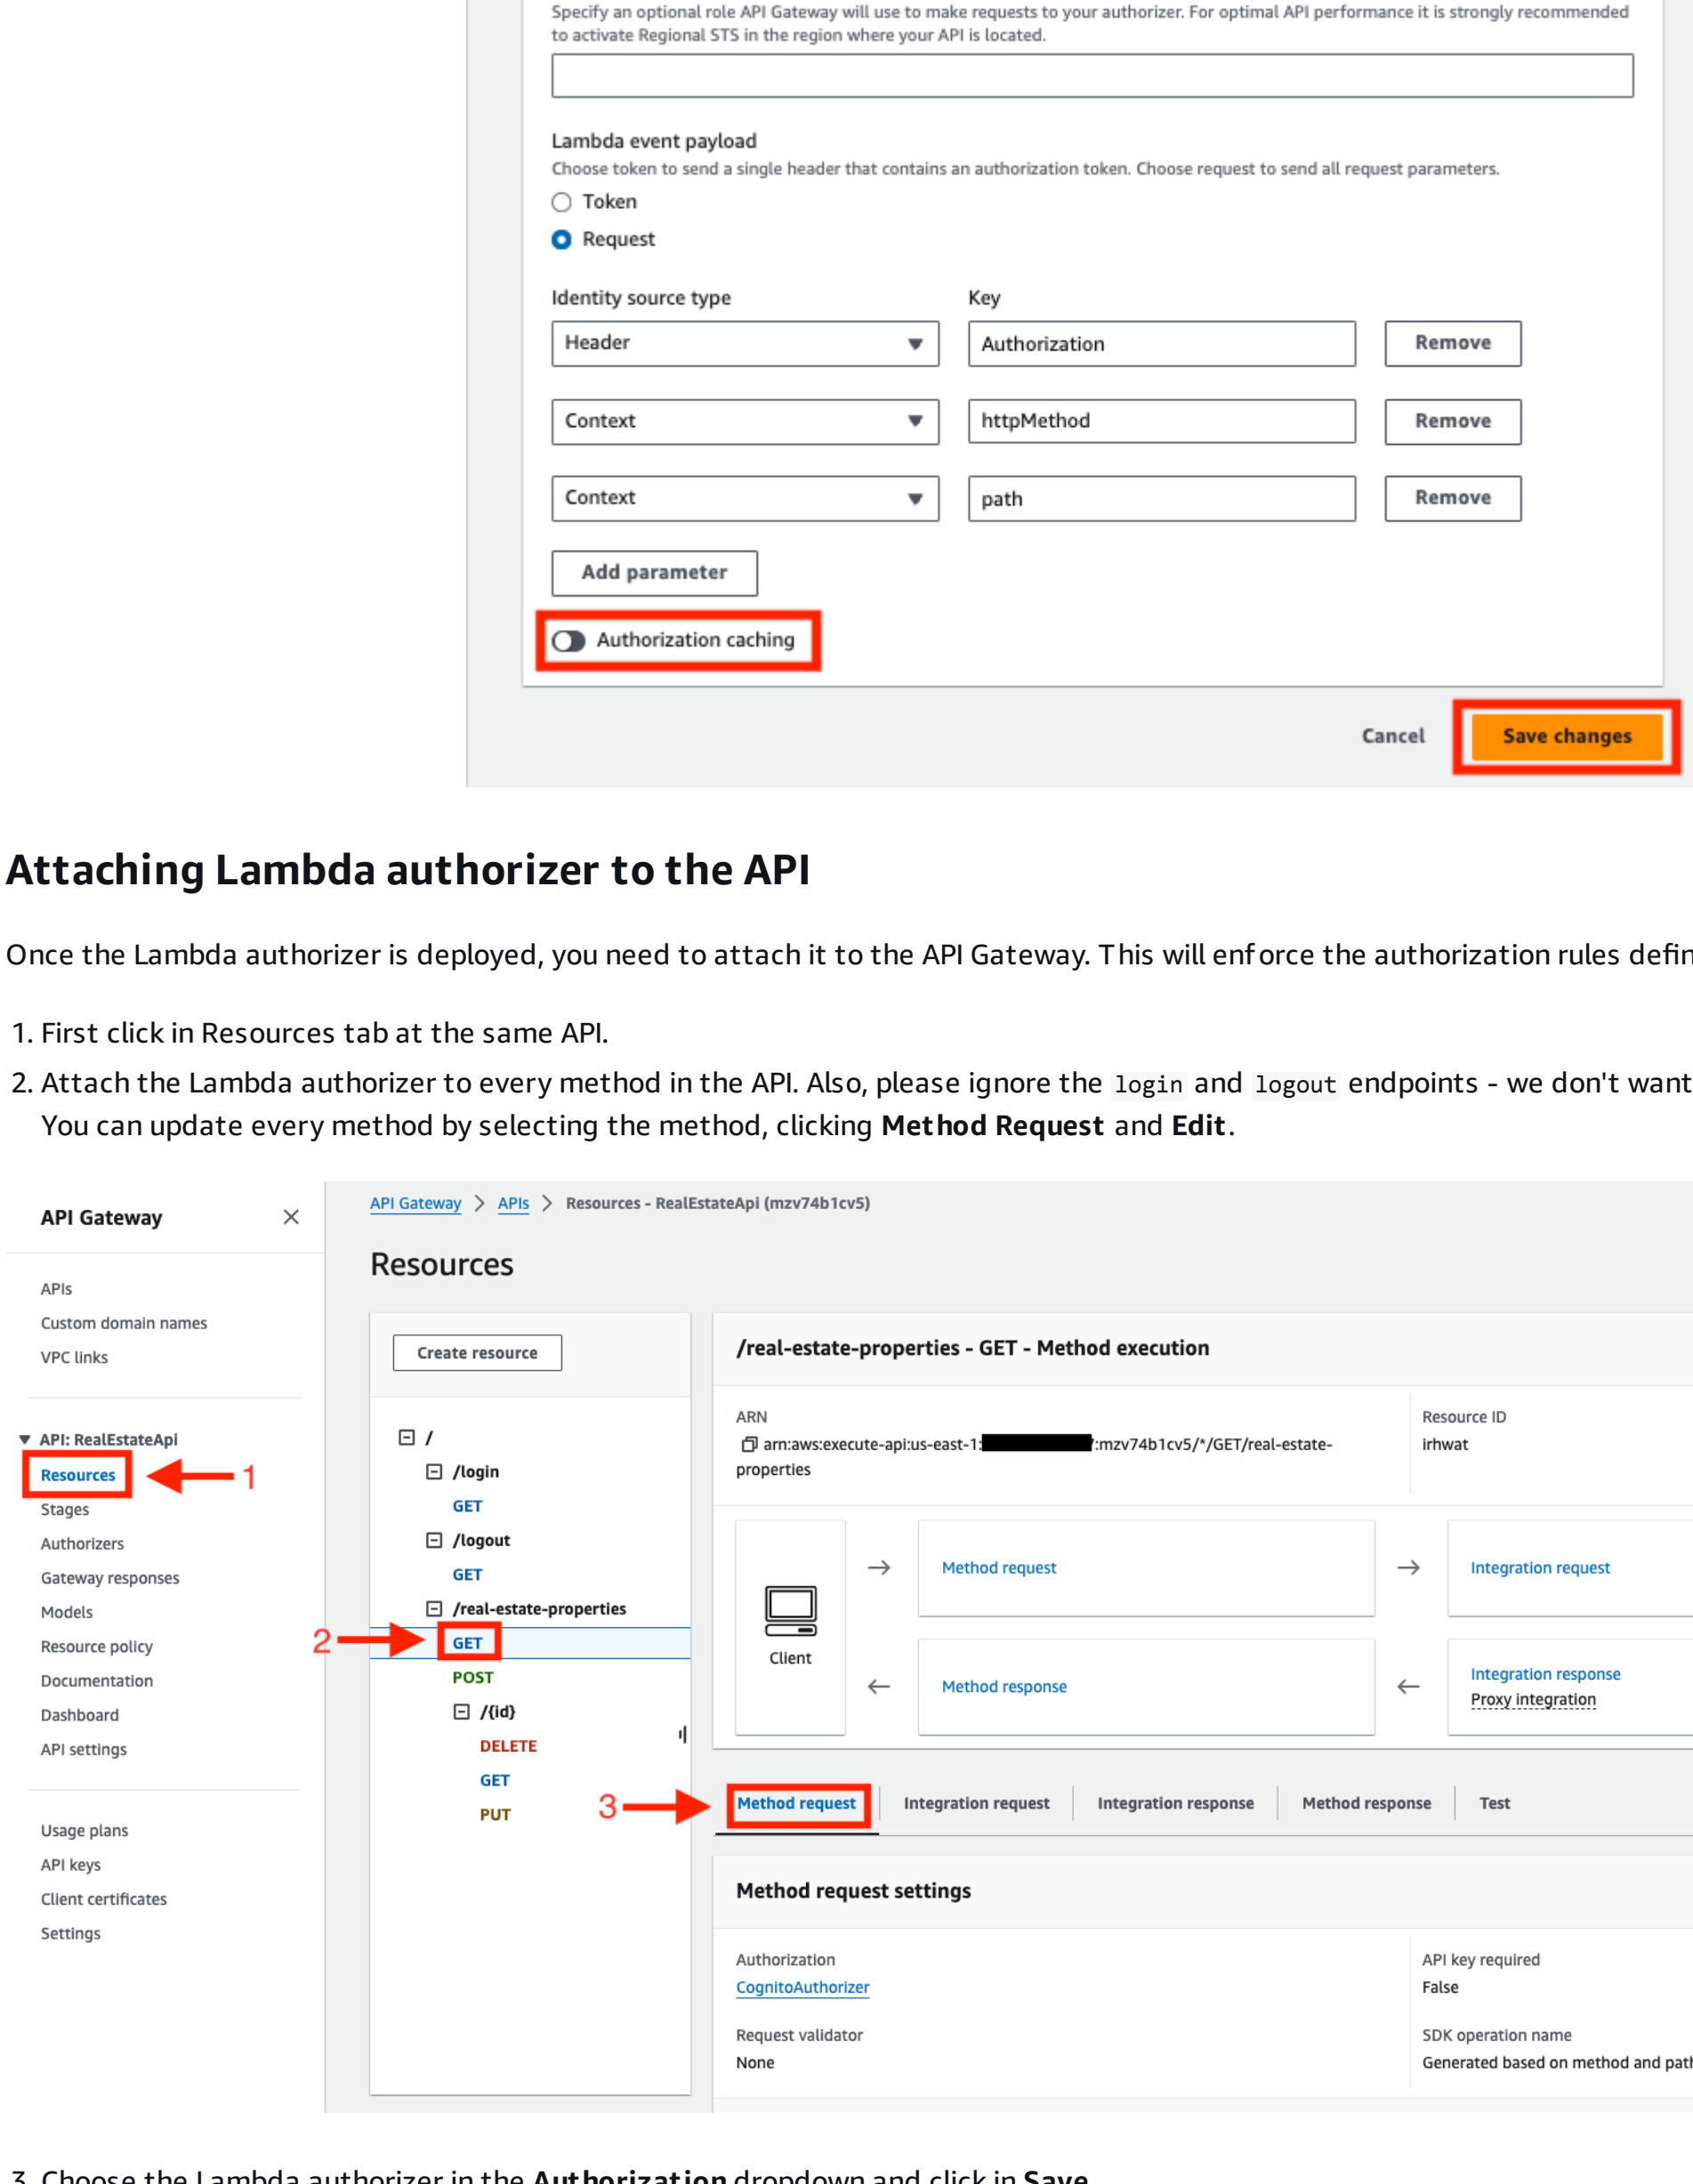 Specify an optional role API Gateway will use to make requests to your authorizer. For optimal API performance it is strongly recommended
to activate Regional STS in the region where your API is located.
Lambda event payload
Choose token to send a single header that contains an authorization token. Choose request to send all request parameters.
Token
Request
Identity source type Key
Header Authorization Remove
Context httpMethod Remove
Context path Remove
Add parameter
Authorization caching
Cancel Save changes
Attaching Lambda authorizer to the API
Once the Lambda authorizer is deployed, you need to attach it to the API Gateway. This will enforce the authorization rules defin
1. First click in Resources tab at the same API.
2. Attach the Lambda authorizer to every method in the API. Also, please ignore the login and logout endpoints - we don't want
You can update every method by selecting the method, clicking Method Request and Edit.
API Gateway
APIs
Custom domain names
VPC links
API: RealEstateApi
Resources
1
Stages
Authorizers
Gateway responses
Models
Resource policy
Documentation
Dashboard
API settings
Usage plans
API keys
Client certificates
Settings
API Gateway > APIs > Resources - RealEstateApi (mzv74b1cv5)
Resources
Create resource
/
/login
GET
/logout
GET
/real-estate-properties
2
GET
POST
/{id}
DELETE
GET
PUT
/real-estate-properties - GET - Method execution
ARN
arn:aws:execute-api:us-east-1: :mzv74b1cv5/*/GET/real-estate-
properties
Resource ID
irhwat
Client
Method request
Integration request
Method response
Integration response
Proxy integration
3
Method request Integration request Integration response Method response Test
Method request settings
Authorization
CognitoAuthorizer
API key required
False
Request validator
None
SDK operation name
Generated based on method and path
3. Choose the Lambda authorizer in the Authorization dropdown and click in Save